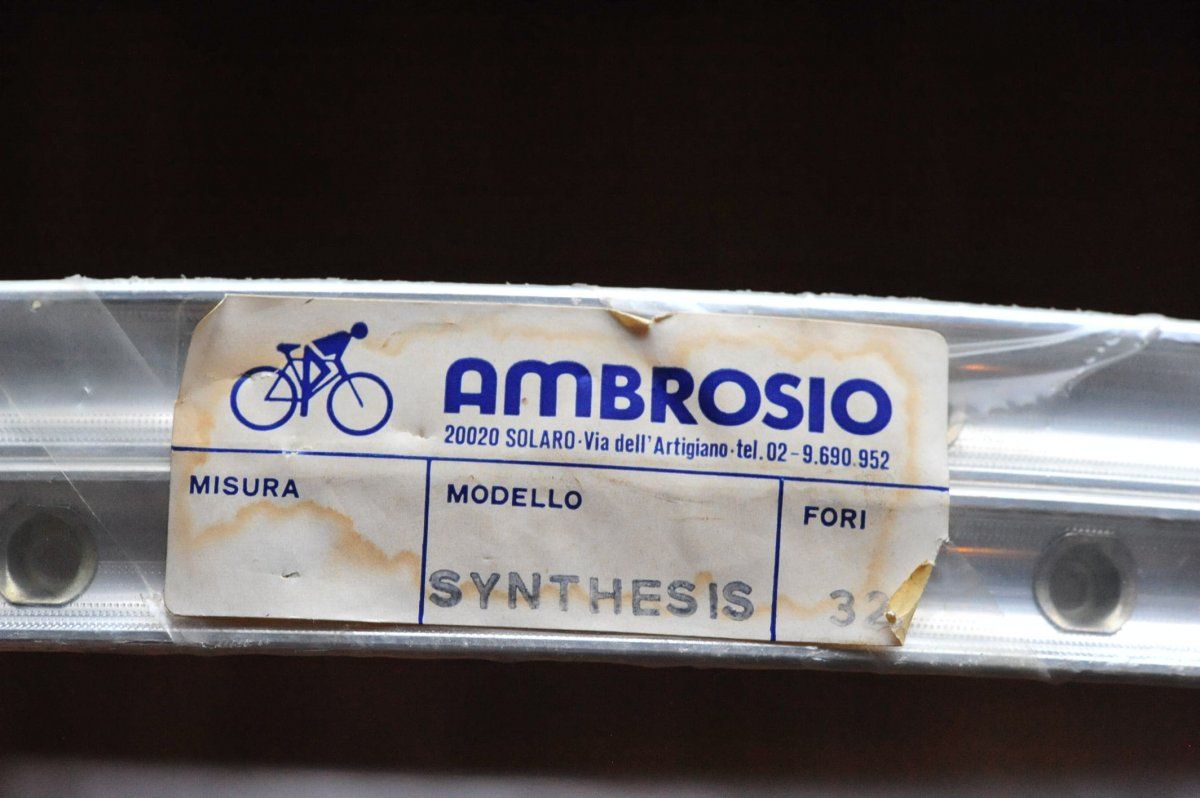 AMBROSIO
20020 SOLARO·Via dell'Artigiano·tel. 02-9.690.952
MISURA
MODELLO
FORI
SYNTHESIS
32